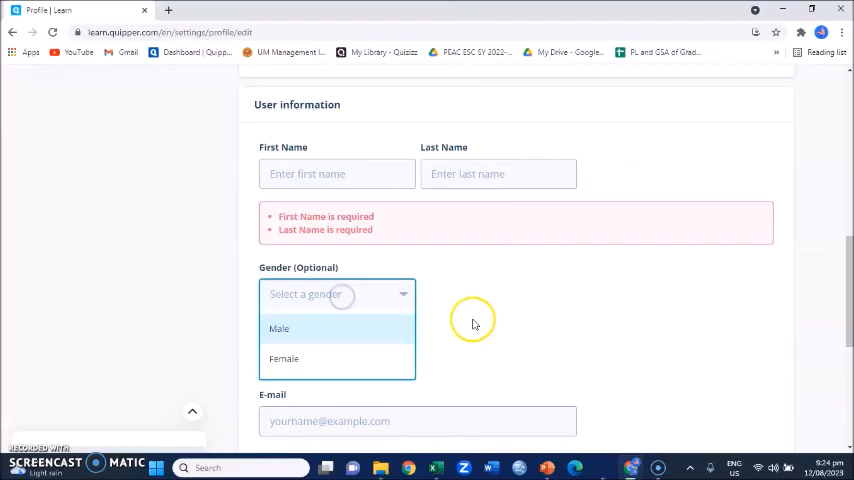 Profile | Learn
learn.quipper.com/en/settings/profile/edit
Apps YouTube Gmail Dashboard | Quipp... UM Management I... My Library - Quizizz PEAC ESC SY 2022-... My Drive - Google... PL and GSA of Grad... » Reading list
User information
First Name Last Name
Enter first name Enter last name
• First Name is required
• Last Name is required
Gender (Optional)
Select a gender
Male
Female
E-mail
yourname@example.com
RECORDED WITH
SCREENCAST MATIC
Light rain
Search
ENG
US
9:24 pm
12/08/2023